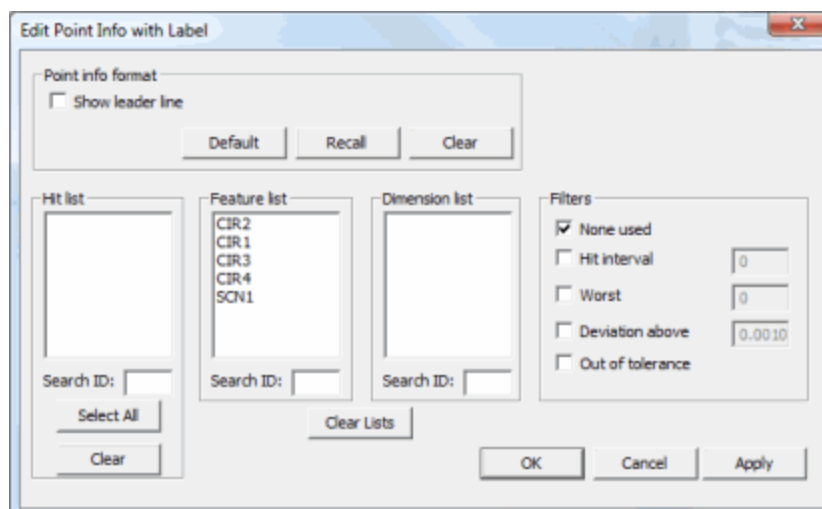 Edit Point Info with Label
Point info format
Show leader line
Default Recall Clear
Hit list
Search ID:
Select All
Clear
Feature list
CIR2
CIR1
CIR3
CIR4
SCN1
Search ID:
Dimension list
Search ID:
Clear Lists
Filters
None used
Hit interval 0
Worst 0
Deviation above 0.0010
Out of tolerance
OK Cancel Apply